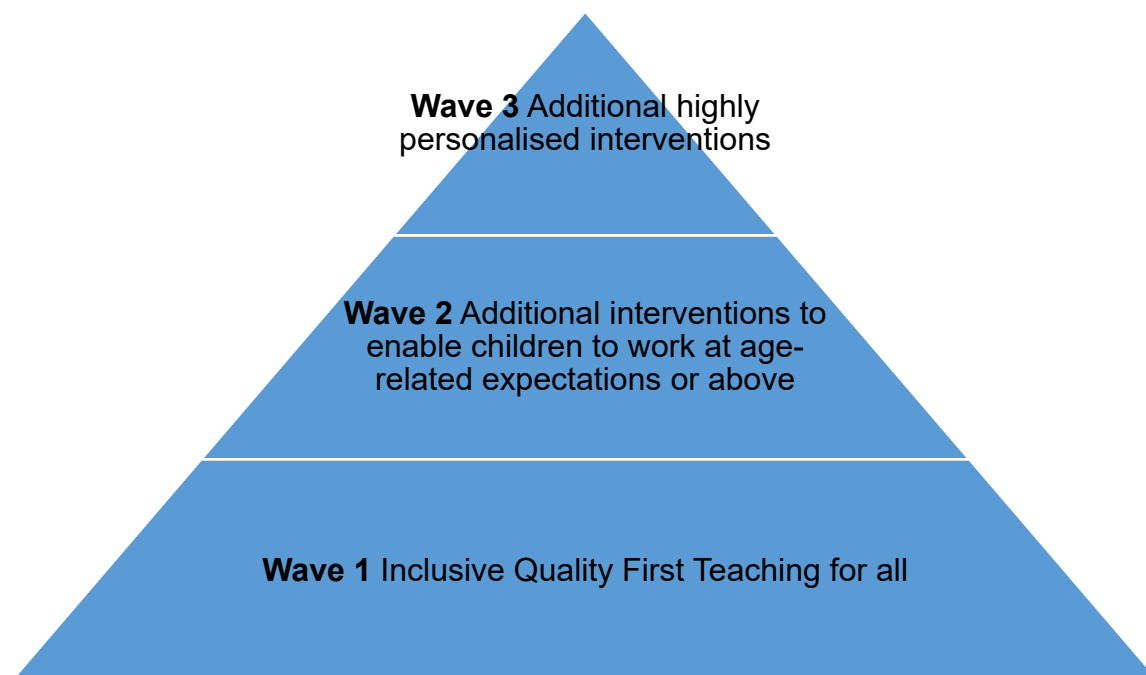 Wave 3 Additional highly
personalised interventions
Wave 2 Additional interventions to
enable children to work at age-
related expectations or above
Wave 1 Inclusive Quality First Teaching for all